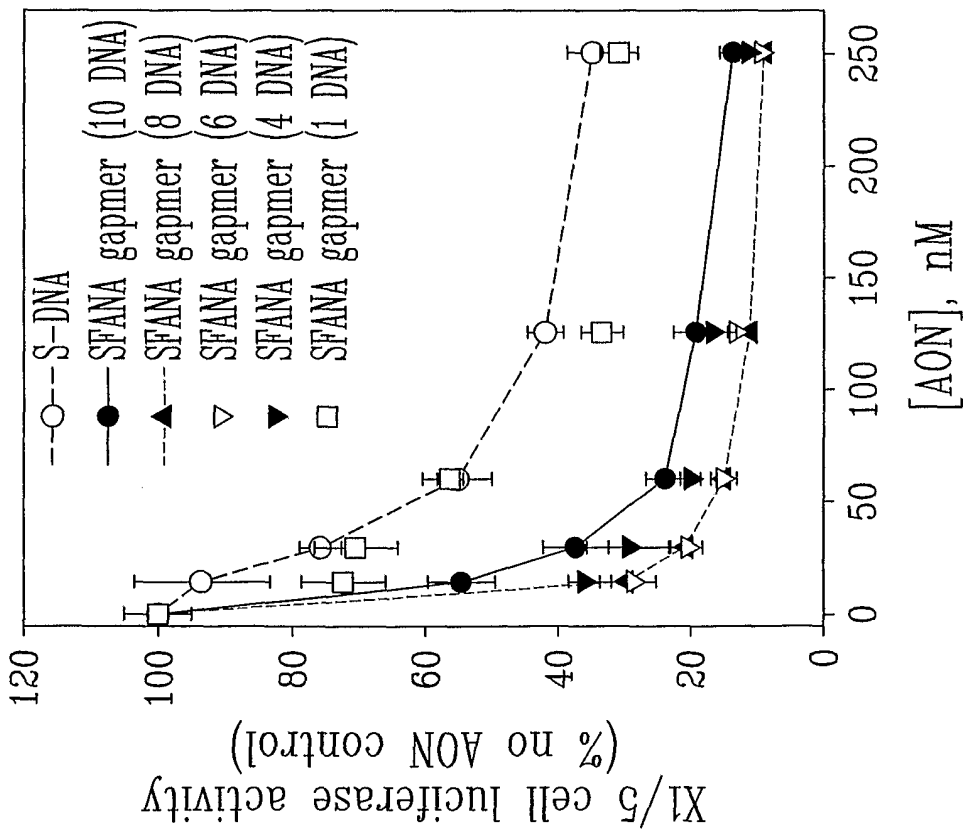 X1/5 cell luciferase activity
(% no AON control)
120
100
80
60
40
20
0
S-DNA
SFANA gapmer (10 DNA)
SFANA gapmer (8 DNA)
SFANA gapmer (6 DNA)
SFANA gapmer (4 DNA)
SFANA gapmer (1 DNA)
0
50
100
150
200
250
[AON], nM